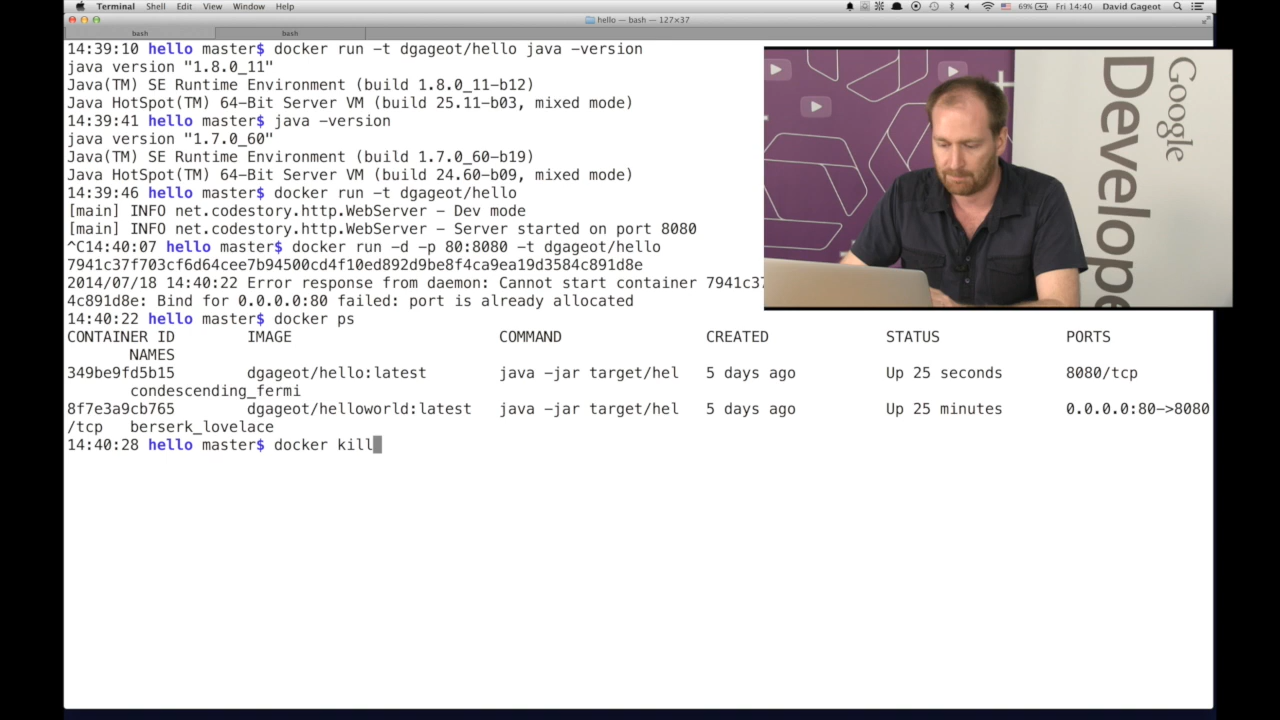 Terminal Shell Edit View Window Help 69% Fri 14:40 David Gageot
hello — bash — 127×37
bash bash
14:39:10 hello master$ docker run -t dgageot/hello java -version
java version "1.8.0_11"
Java(TM) SE Runtime Environment (build 1.8.0_11-b12)
Java HotSpot(TM) 64-Bit Server VM (build 25.11-b03, mixed mode)
14:39:41 hello master$ java -version
java version "1.7.0_60"
Java(TM) SE Runtime Environment (build 1.7.0_60-b19)
Java HotSpot(TM) 64-Bit Server VM (build 24.60-b09, mixed mode)
14:39:46 hello master$ docker run -t dgageot/hello
[main] INFO net.codestory.http.WebServer - Dev mode
[main] INFO net.codestory.http.WebServer - Server started on port 8080
^C14:40:07 hello master$ docker run -d -p 80:8080 -t dgageot/hello
7941c37f703cf6d64cee7b94500cd4f10ed892d9be8f4ca9ea19d3584c891d8e
2014/07/18 14:40:22 Error response from daemon: Cannot start container 7941c37
4c891d8e: Bind for 0.0.0.0:80 failed: port is already allocated
14:40:22 hello master$ docker ps
CONTAINER ID IMAGE COMMAND CREATED STATUS PORTS
NAMES
349be9fd5b15 dgageot/hello:latest java -jar target/hel 5 days ago Up 25 seconds 8080/tcp
condescending_fermi
8f7e3a9cb765 dgageot/helloworld:latest java -jar target/hel 5 days ago Up 25 minutes 0.0.0.0:80->8080
/tcp berserk_lovelace
14:40:28 hello master$ docker kill
Google
Develope